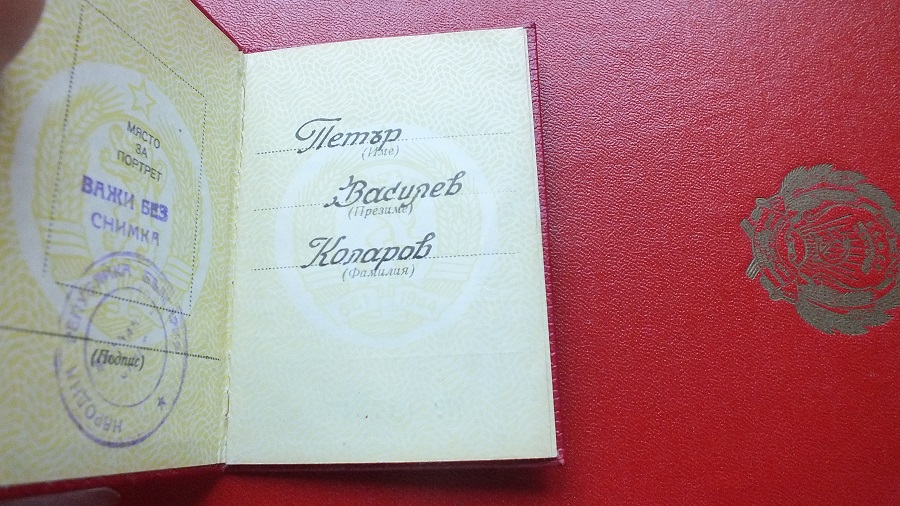 МЯСТО
ЗА
ПОРТРЕТ
ВАЖИ БЕЗ
СНИМКА
(Подпис)
Петър
(Име)
Василев
(Презиме)
Коларов
(Фамилия)